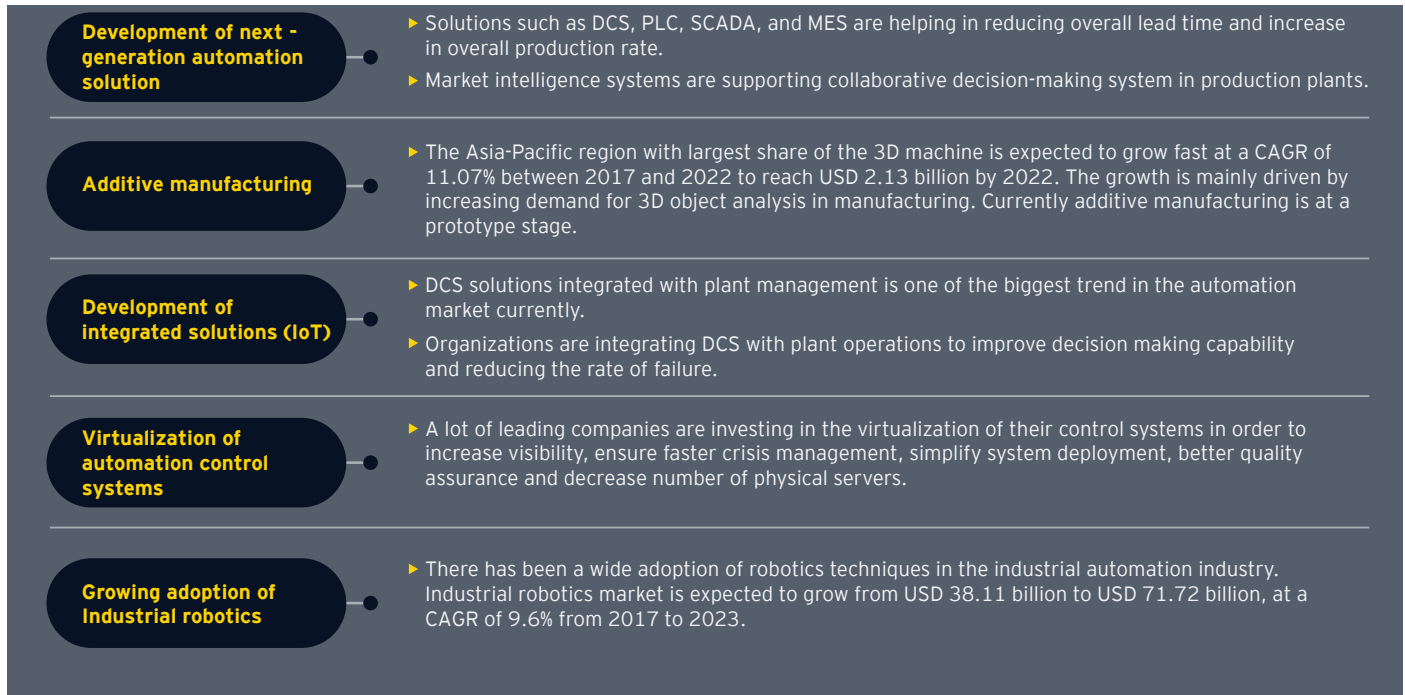 Development of next -
generation automation
solution
Solutions such as DCS, PLC, SCADA, and MES are helping in reducing overall lead time and increase
in overall production rate.
Market intelligence systems are supporting collaborative decision-making system in production plants.
Additive manufacturing
The Asia-Pacific region with largest share of the 3D machine is expected to grow fast at a CAGR of
11.07% between 2017 and 2022 to reach USD 2.13 billion by 2022. The growth is mainly driven by
increasing demand for 3D object analysis in manufacturing. Currently additive manufacturing is at a
prototype stage.
Development of
integrated solutions (IoT)
DCS solutions integrated with plant management is one of the biggest trend in the automation
market currently.
Organizations are integrating DCS with plant operations to improve decision making capability
and reducing the rate of failure.
Virtualization of
automation control
systems
A lot of leading companies are investing in the virtualization of their control systems in order to
increase visibility, ensure faster crisis management, simplify system deployment, better quality
assurance and decrease number of physical servers.
Growing adoption of
Industrial robotics
There has been a wide adoption of robotics techniques in the industrial automation industry.
Industrial robotics market is expected to grow from USD 38.11 billion to USD 71.72 billion, at a
CAGR of 9.6% from 2017 to 2023.